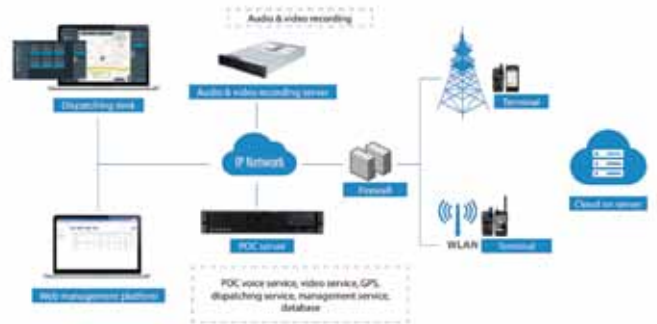 Audio & video recording
Dispatching desk
Audio & video recording server
Terminal
IP Network
Firewall
Cloud on server
POC server
WLAN
Terminal
Web management platform
POC voice service, video service, GPS,
dispatching service, management service,
database